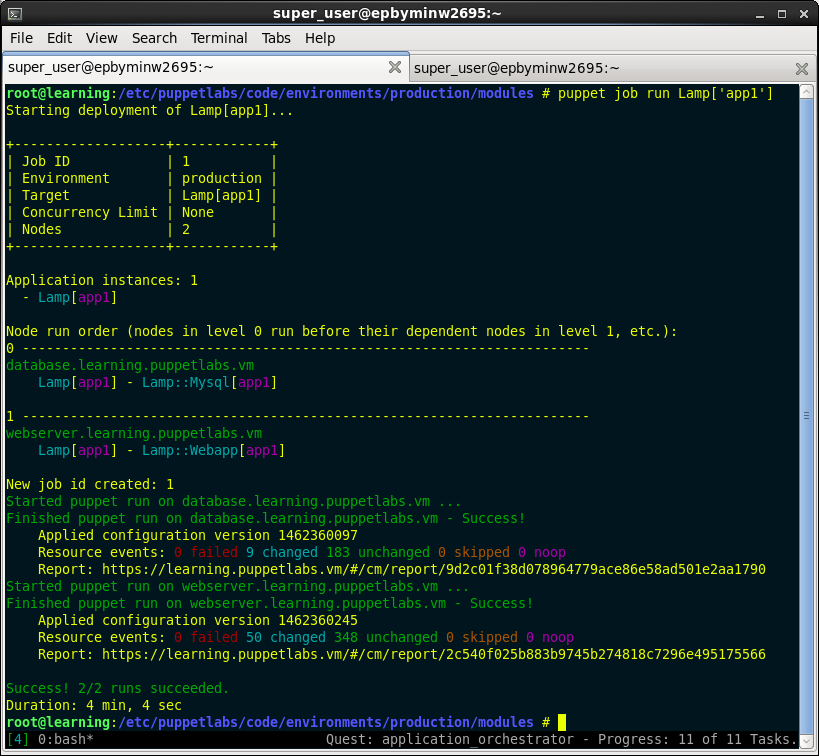 super_user@epbyminw2695:~
File Edit View Search Terminal Tabs Help
super_user@epbyminw2695:~ super_user@epbyminw2695:~
root@learning:/etc/puppetlabs/code/environments/production/modules # puppet job run Lamp['app1']
Starting deployment of Lamp[app1]...
+-------------------+------------+
| Job ID            | 1          |
| Environment       | production |
| Target            | Lamp[app1] |
| Concurrency Limit | None       |
| Nodes             | 2          |
+-------------------+------------+
Application instances: 1
  - Lamp[app1]
Node run order (nodes in level 0 run before their dependent nodes in level 1, etc.):
0 -----------------------------------------------------------------------
database.learning.puppetlabs.vm
    Lamp[app1] - Lamp::Mysql[app1]
1 -----------------------------------------------------------------------
webserver.learning.puppetlabs.vm
    Lamp[app1] - Lamp::Webapp[app1]
New job id created: 1
Started puppet run on database.learning.puppetlabs.vm ...
Finished puppet run on database.learning.puppetlabs.vm - Success!
    Applied configuration version 1462360097
    Resource events: 0 failed 9 changed 183 unchanged 0 skipped 0 noop
    Report: https://learning.puppetlabs.vm/#/cm/report/9d2c01f38d078964779ace86e58ad501e2aa1790
Started puppet run on webserver.learning.puppetlabs.vm ...
Finished puppet run on webserver.learning.puppetlabs.vm - Success!
    Applied configuration version 1462360245
    Resource events: 0 failed 50 changed 348 unchanged 0 skipped 0 noop
    Report: https://learning.puppetlabs.vm/#/cm/report/2c540f025b883b9745b274818c7296e495175566
Success! 2/2 runs succeeded.
Duration: 4 min, 4 sec
root@learning:/etc/puppetlabs/code/environments/production/modules #
[4] 0:bash* Quest: application_orchestrator - Progress: 11 of 11 Tasks.